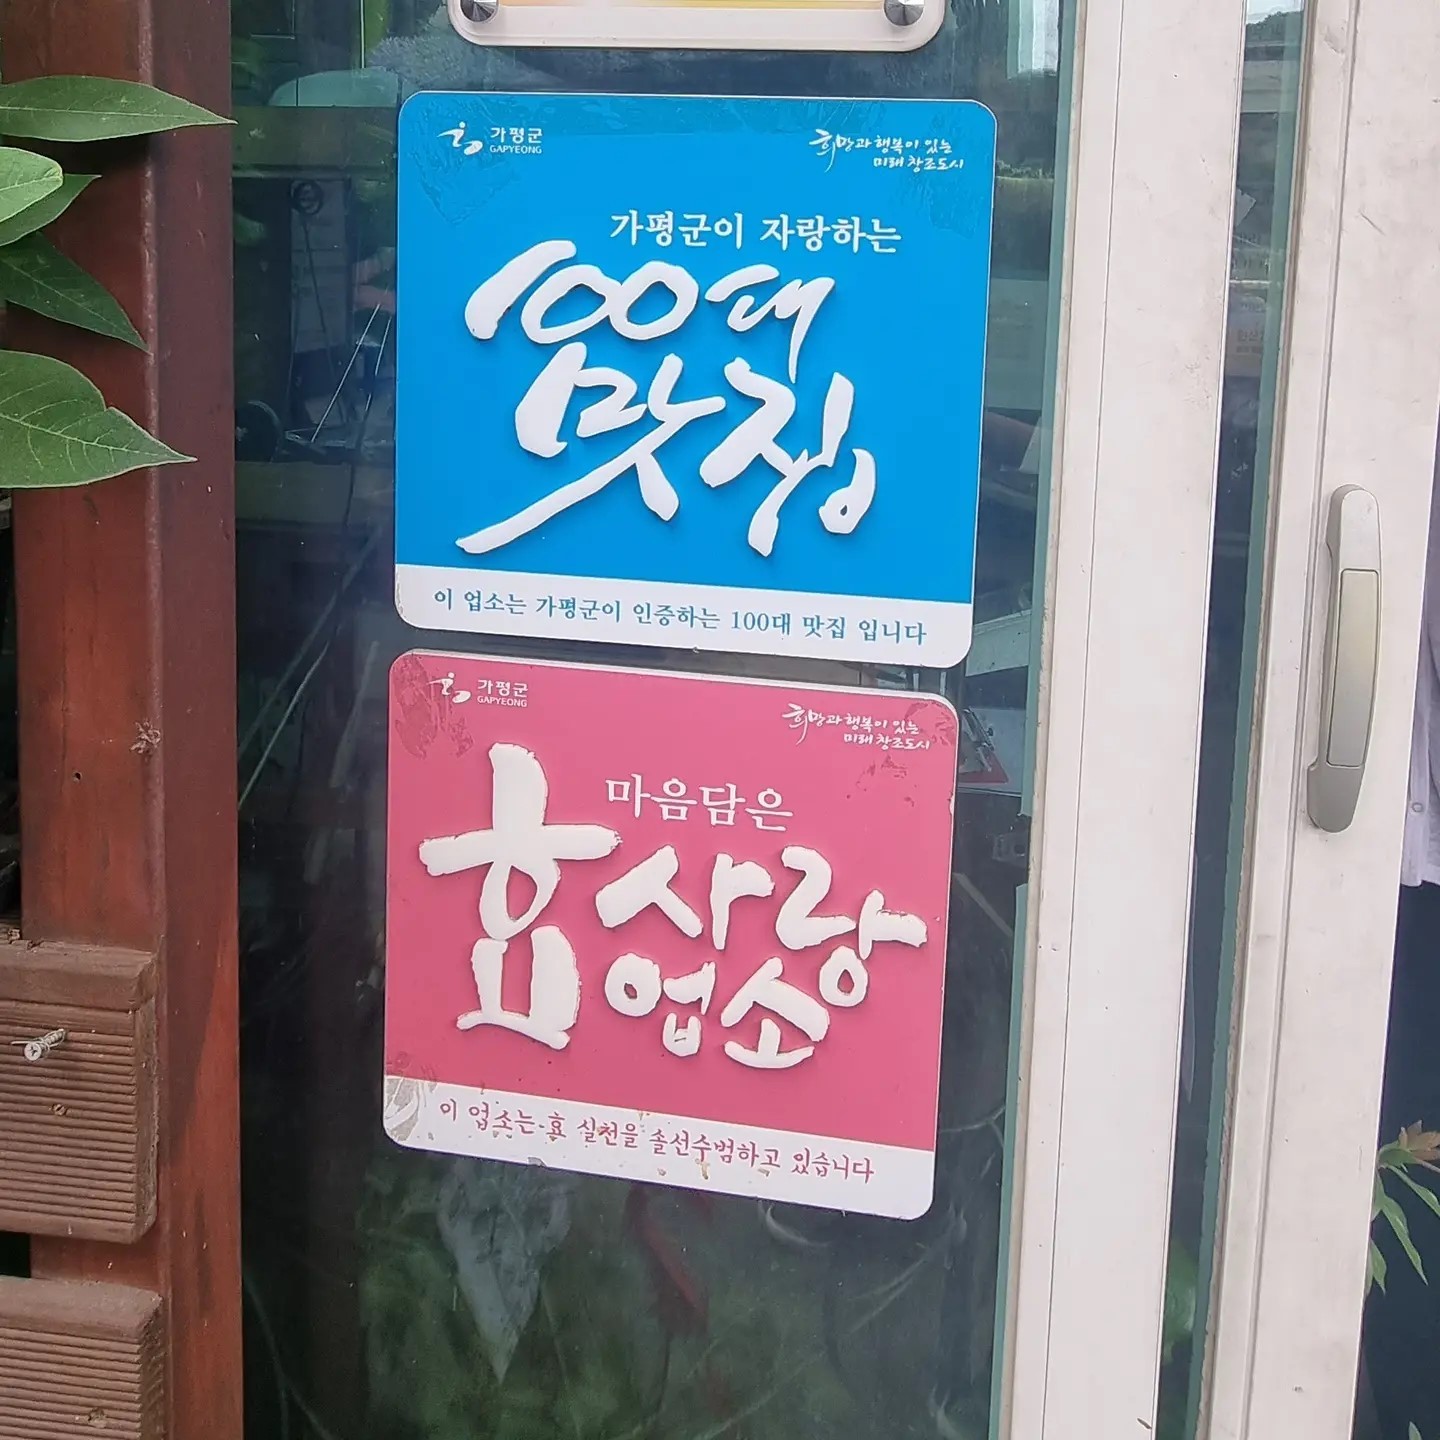 가평군
GAPYEONG
희망과 행복이 있는
미래 창조도시
가평군이 자랑하는
100대
맛집
이 업소는 가평군이 인증하는 100대 맛집 입니다
가평군
GAPYEONG
희망과 행복이 있는
미래 창조도시
마음담은
효 사랑
업소
이 업소는 효 실천을 솔선수범하고 있습니다